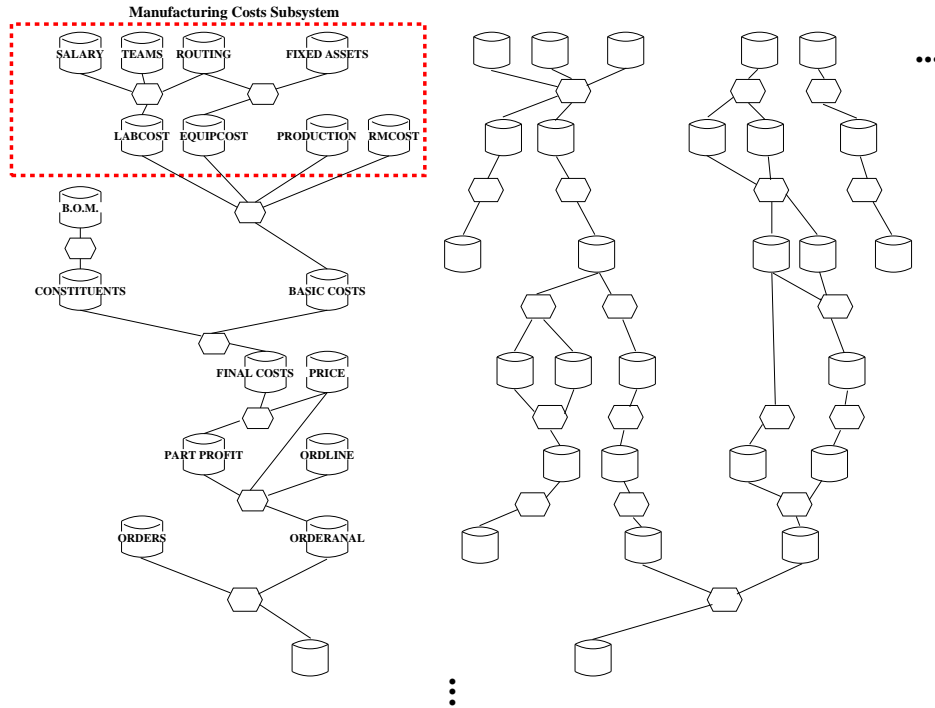 Manufacturing Costs Subsystem
SALARY TEAMS ROUTING FIXED ASSETS
LABCOST EQUIPCOST PRODUCTION RMCOST
B.O.M.
CONSTITUENTS BASIC COSTS
FINAL COSTS PRICE
PART PROFIT ORDLINE
ORDERS ORDERANAL